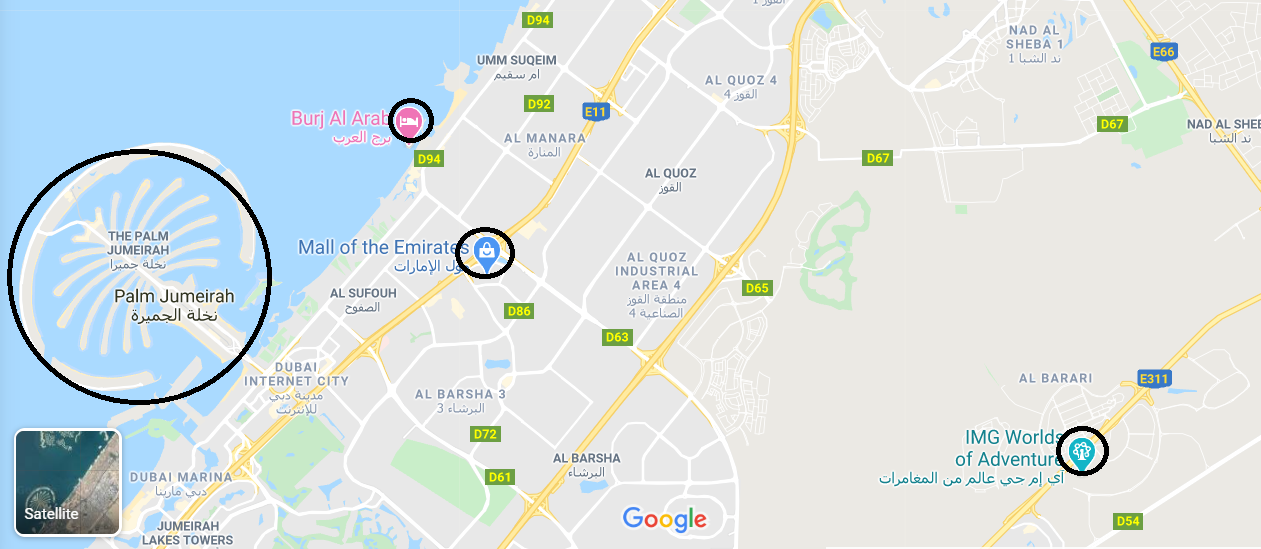 D94
القوز 1
UMM SUQEIM
ام سقيم
NAD AL
SHEBA 1
ند الشبا 1
E66
AL QUOZ 4
القوز 4
D92
E11
Burj Al Arab
برج العرب
AL MANARA
المنارة
D67
NAD AL SHEB
ند الشبا
D94
D67
AL QUOZ
القوز
THE PALM
JUMEIRAH
نخلة جميرا
Mall of the Emirates
ول الإمارات
AL QUOZ
INDUSTRIAL
AREA 4
منطقة القوز
الصناعية 4
Palm Jumeirah
نخلة الجميرة
AL SUFOUH
الصفوح
D65
D86
D63
DUBAI
INTERNET CITY
مدينة دبي
للإنترنت
AL BARARI
E311
AL BARSHA 3
البرشاء 3
D72
IMG Worlds
of Adventure
آي إم جي عالم من المغامرات
AL BARSHA
البرشاء
DUBAI MARINA
دبي مارينا
D61
Satellite
Google
D54
JUMEIRAH
LAKES TOWERS